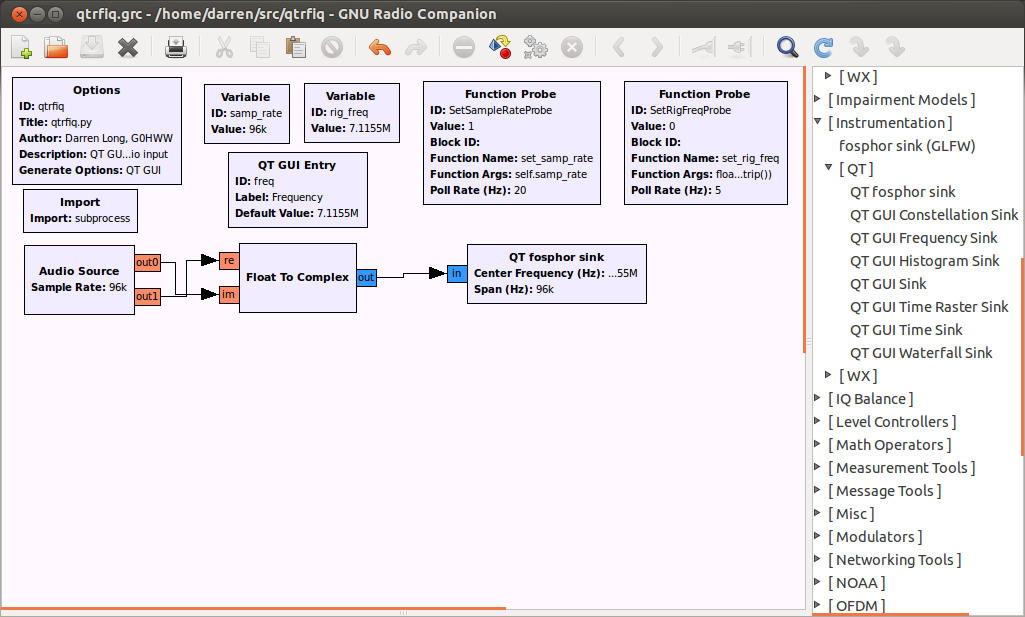 qtrfiq.grc - /home/darren/src/qtrfiq - GNU Radio Companion
Options
ID: qtrfiq
Title: qtrfiq.py
Author: Darren Long, G0HWW
Description: QT GU...io input
Generate Options: QT GUI
Variable
ID: samp_rate
Value: 96k
Variable
ID: rig_freq
Value: 7.1155M
Function Probe
ID: SetSampleRateProbe
Value: 1
Block ID:
Function Name: set_samp_rate
Function Args: self.samp_rate
Poll Rate (Hz): 20
Function Probe
ID: SetRigFreqProbe
Value: 0
Block ID:
Function Name: set_rig_freq
Function Args: floa...trip())
Poll Rate (Hz): 5
QT GUI Entry
ID: freq
Label: Frequency
Default Value: 7.1155M
Import
Import: subprocess
Audio Source
Sample Rate: 96k
out0
out1
re
im
Float To Complex
out
in
QT fosphor sink
Center Frequency (Hz): ...55M
Span (Hz): 96k
[ WX ]
[ Impairment Models ]
[ Instrumentation ]
fosphor sink (GLFW)
[ QT ]
QT fosphor sink
QT GUI Constellation Sink
QT GUI Frequency Sink
QT GUI Histogram Sink
QT GUI Sink
QT GUI Time Raster Sink
QT GUI Time Sink
QT GUI Waterfall Sink
[ WX ]
[ IQ Balance ]
[ Level Controllers ]
[ Math Operators ]
[ Measurement Tools ]
[ Message Tools ]
[ Misc ]
[ Modulators ]
[ Networking Tools ]
[ NOAA ]
[ OFDM ]